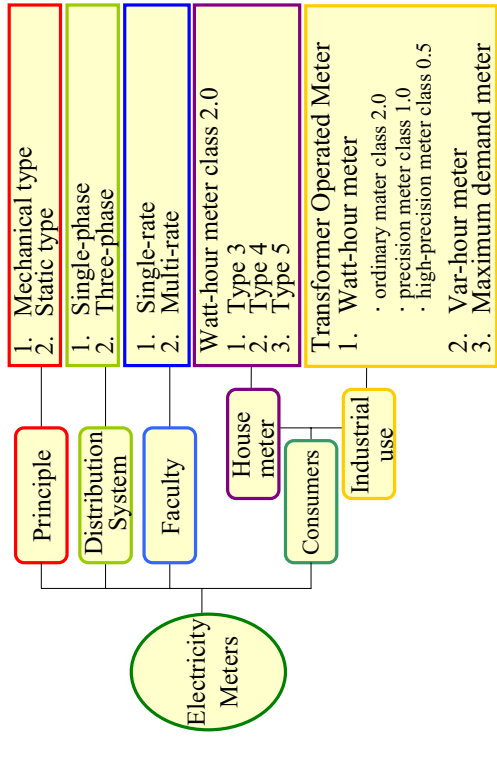 Electricity
Meters
Principle
1. Mechanical type
2. Static type
Distribution
System
1. Single-phase
2. Three-phase
Faculty
1. Single-rate
2. Multi-rate
Consumers
House
meter
Watt-hour meter class 2.0
1. Type 3
2. Type 4
3. Type 5
Industrial
use
Transformer Operated Meter
1. Watt-hour meter
· ordinary mater class 2.0
· precision meter class 1.0
· high-precision meter class 0.5
2. Var-hour meter
3. Maximum demand meter